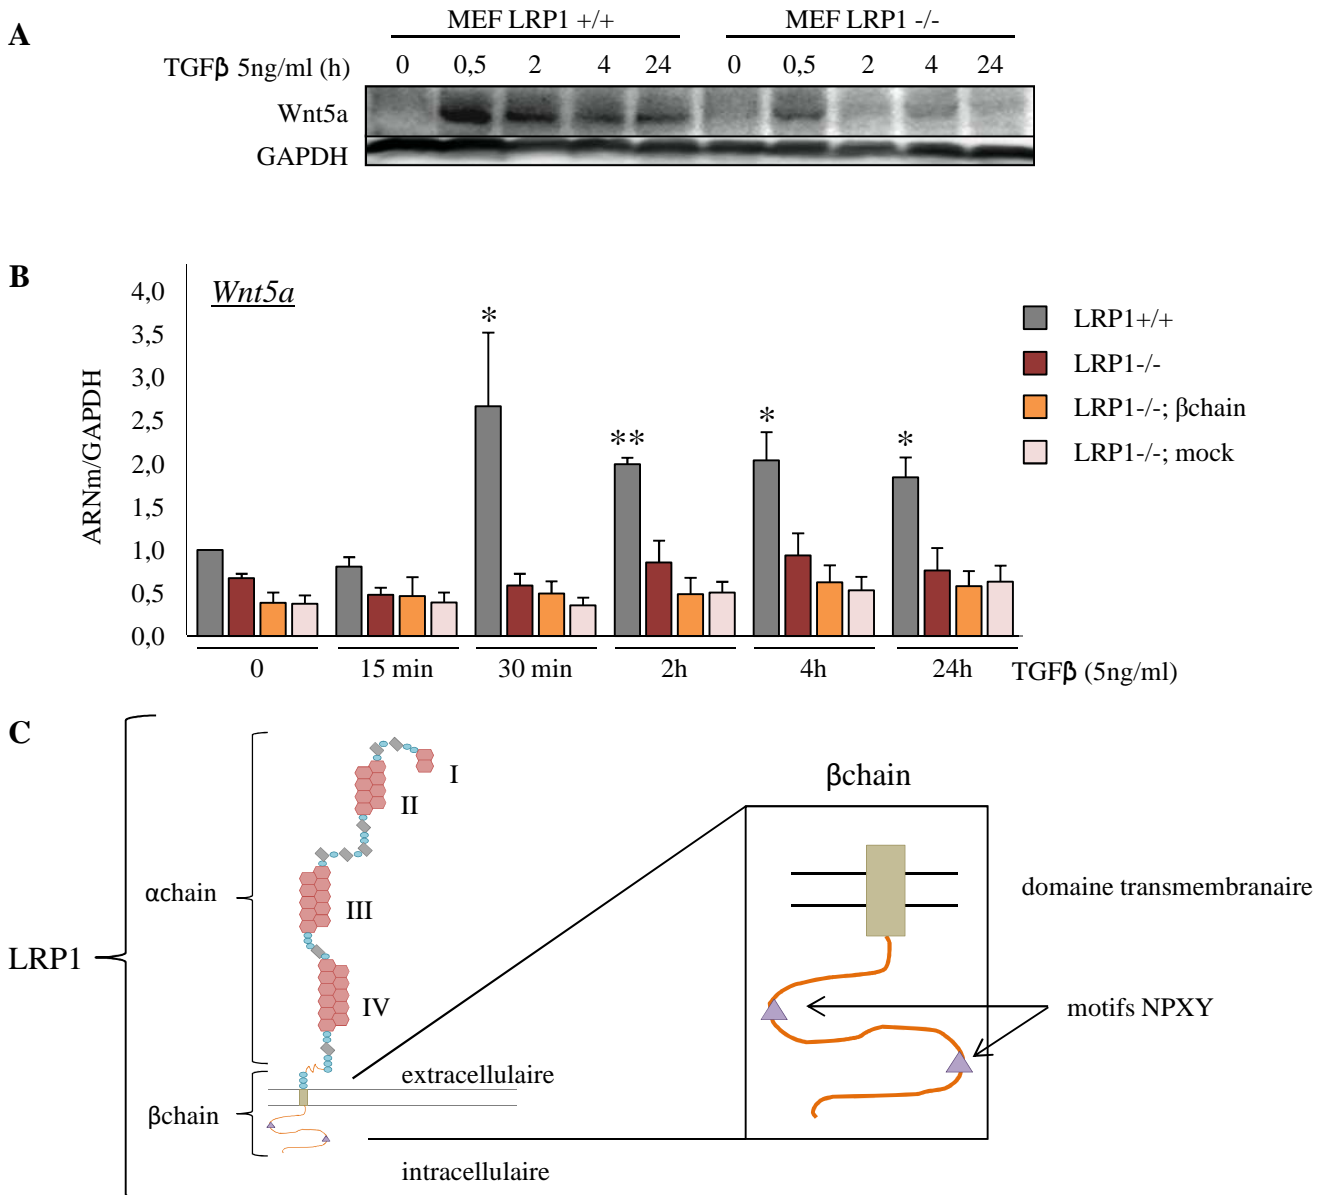 A
MEF LRP1 +/+ MEF LRP1 -/-
TGFβ 5ng/ml (h) 0 0,5 2 4 24 0 0,5 2 4 24
Wnt5a
GAPDH
B
Wnt5a
ARNm/GAPDH
4,0
3,5
3,0
2,5
2,0
1,5
1,0
0,5
0,0
*
**
*
*
LRP1+/+
LRP1-/-
LRP1-/-; βchain
LRP1-/-; mock
0 15 min 30 min 2h 4h 24h TGFβ (5ng/ml)
C
LRP1
αchain
βchain
I
II
III
IV
extracellulaire
intracellulaire
βchain
domaine transmembranaire
motifs NPXY